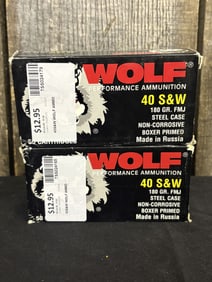 WOLF
PERFORMANCE AMMUNITION
40 S&W
180 GR. FMJ
STEEL CASE
NON-CORROSIVE
BOXER PRIMED
Made in Russia
$12.95
WOLF
PERFORMANCE AMMUNITION
40 S&W
180 GR. FMJ
STEEL CASE
NON-CORROSIVE
BOXER PRIMED
Made in Russia
$12.95